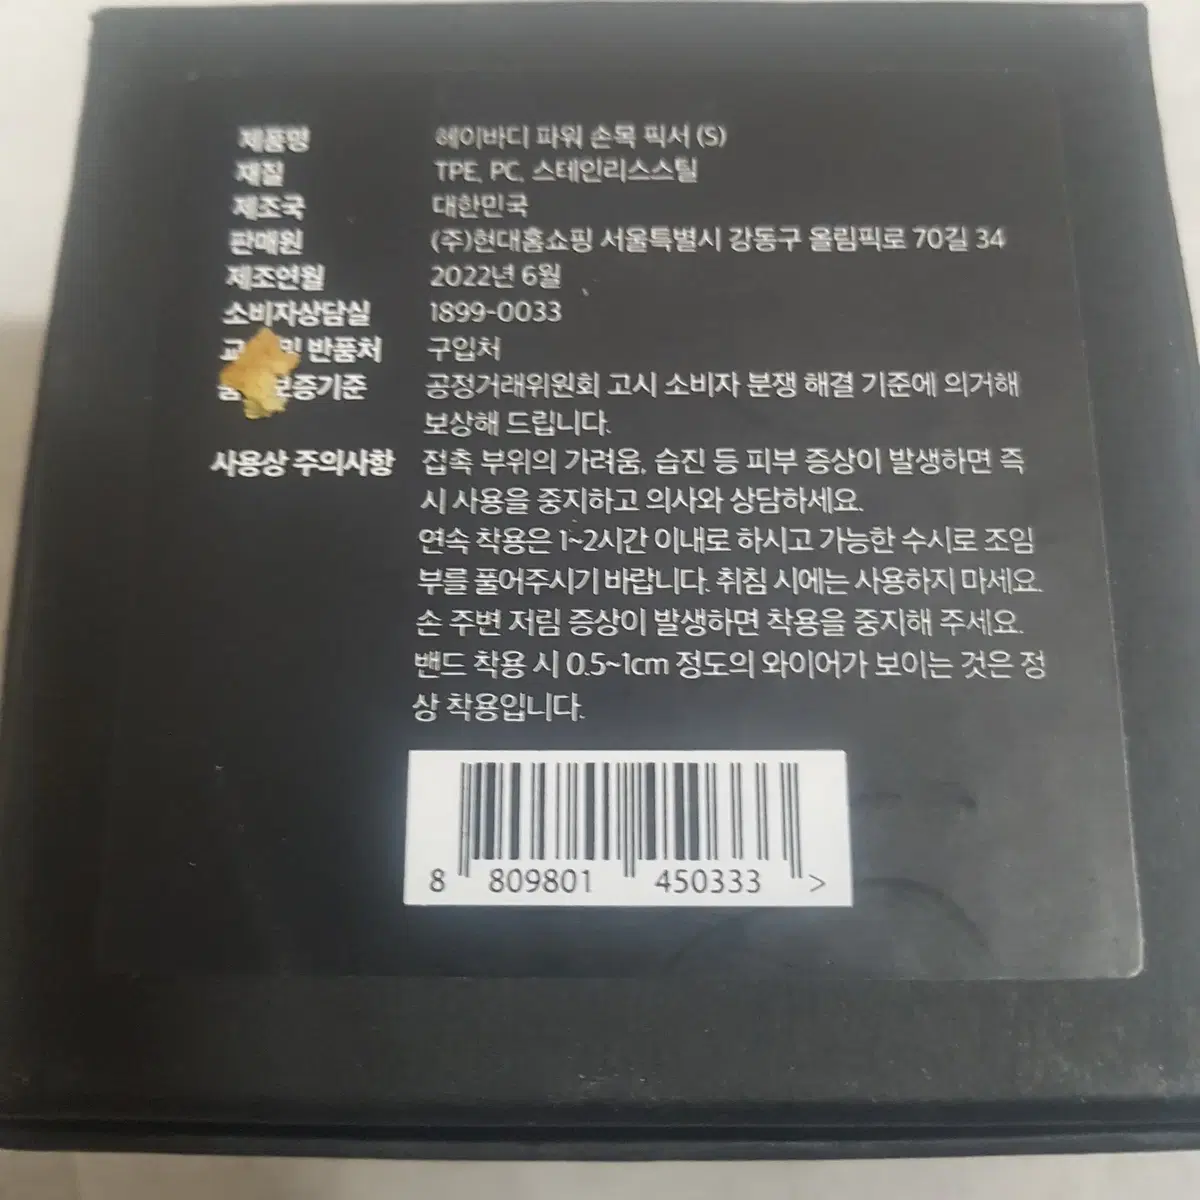 제품명 헤이바디 파워 손목 픽서 (S)
재질 TPE, PC, 스테인리스스틸
제조국 대한민국
판매원 (주)현대홈쇼핑 서울특별시 강동구 올림픽로 70길 34
제조연월 2022년 6월
소비자상담실 1899-0033
반품처 구입처
보증기준 공정거래위원회 고시 소비자 분쟁 해결 기준에 의거해
보상해 드립니다.
사용상 주의사항 접촉 부위의 가려움, 습진 등 피부 증상이 발생하면 즉
시 사용을 중지하고 의사와 상담하세요.
연속 착용은 1~2시간 이내로 하시고 가능한 수시로 조임
부를 풀어주시기 바랍니다. 취침 시에는 사용하지 마세요.
손 주변 저림 증상이 발생하면 착용을 중지해 주세요.
밴드 착용 시 0.5~1cm 정도의 와이어가 보이는 것은 정
상 착용입니다.
8 809801 450333 >